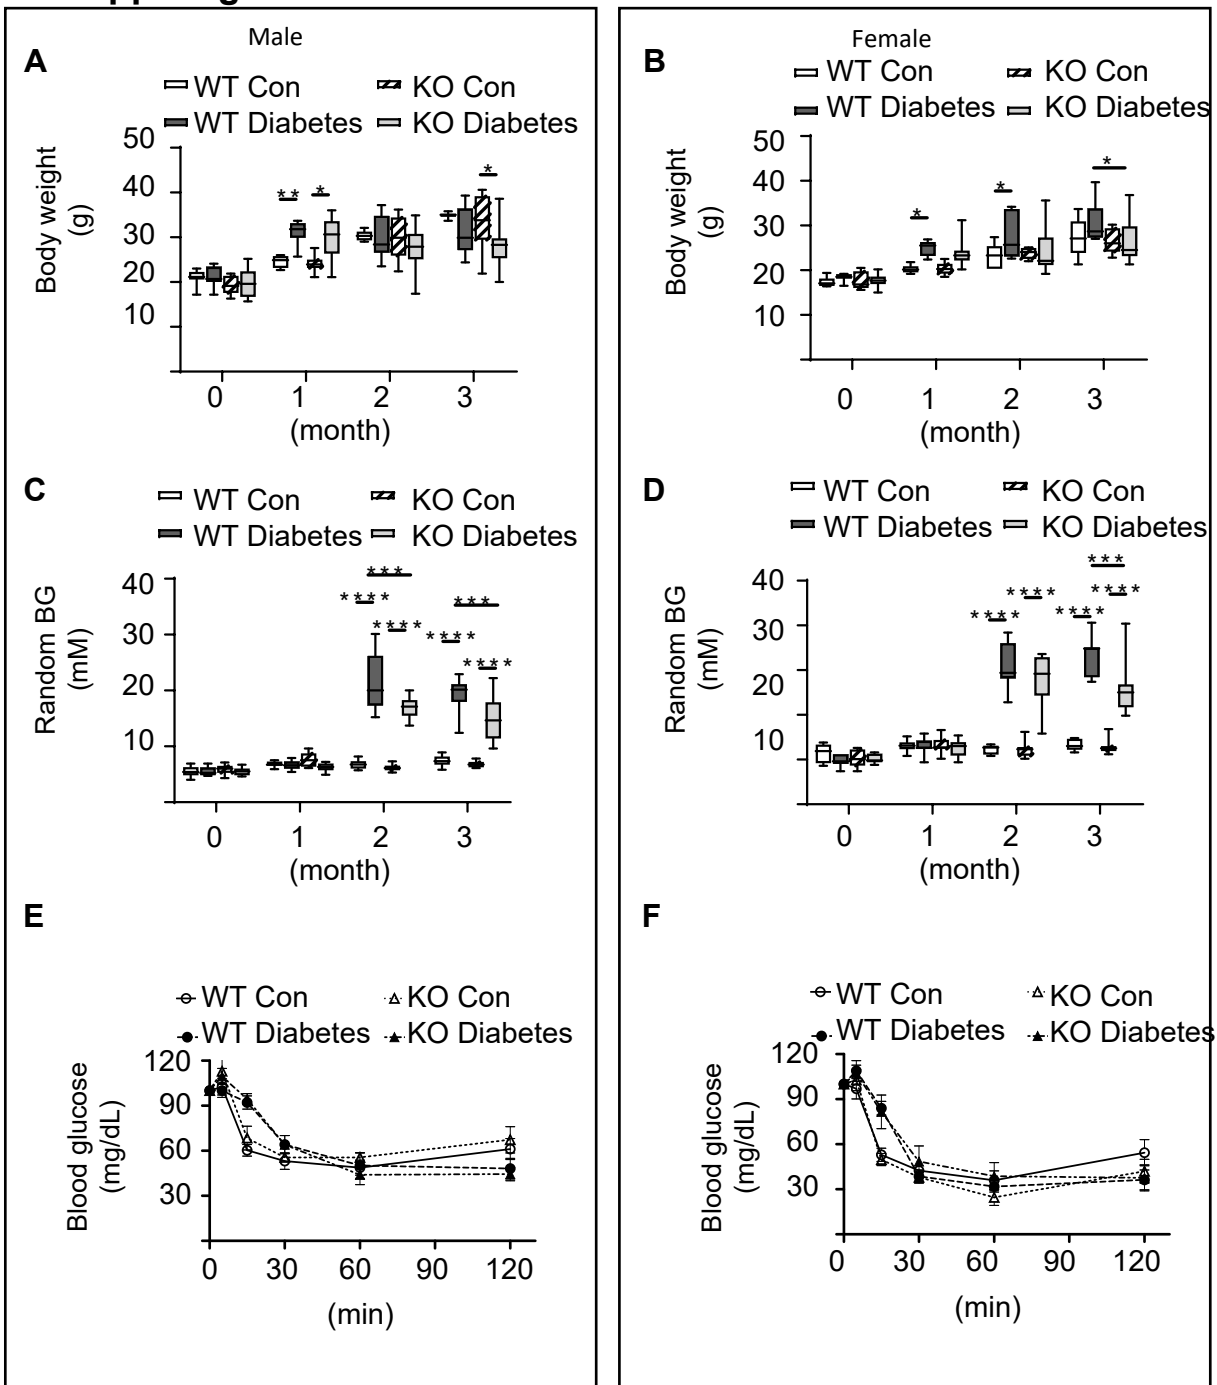 Male
A
WT Con KO Con
WT Diabetes KO Diabetes
Body weight
(g)
50
40
30
20
10
** * *
0 1 2 3
(month)
Female
B
WT Con KO Con
WT Diabetes KO Diabetes
Body weight
(g)
50
40
30
20
10
* * *
0 1 2 3
(month)
C
WT Con KO Con
WT Diabetes KO Diabetes
Random BG
(mM)
40
30
20
10
*** **** **** *** **** ****
0 1 2 3
(month)
D
WT Con KO Con
WT Diabetes KO Diabetes
Random BG
(mM)
40
30
20
10
**** **** *** **** ****
0 1 2 3
(month)
E
WT Con KO Con
WT Diabetes KO Diabetes
Blood glucose
(mg/dL)
120
90
60
30
0 30 60 90 120
(min)
F
WT Con KO Con
WT Diabetes KO Diabetes
Blood glucose
(mg/dL)
120
90
60
30
0 30 60 90 120
(min)